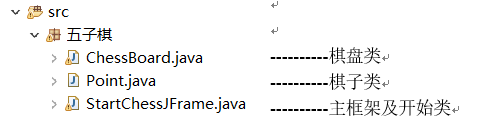 src
五子棋
ChessBoard.java ----------棋盘类
Point.java ----------棋子类
StartChessJFrame.java ----------主框架及开始类